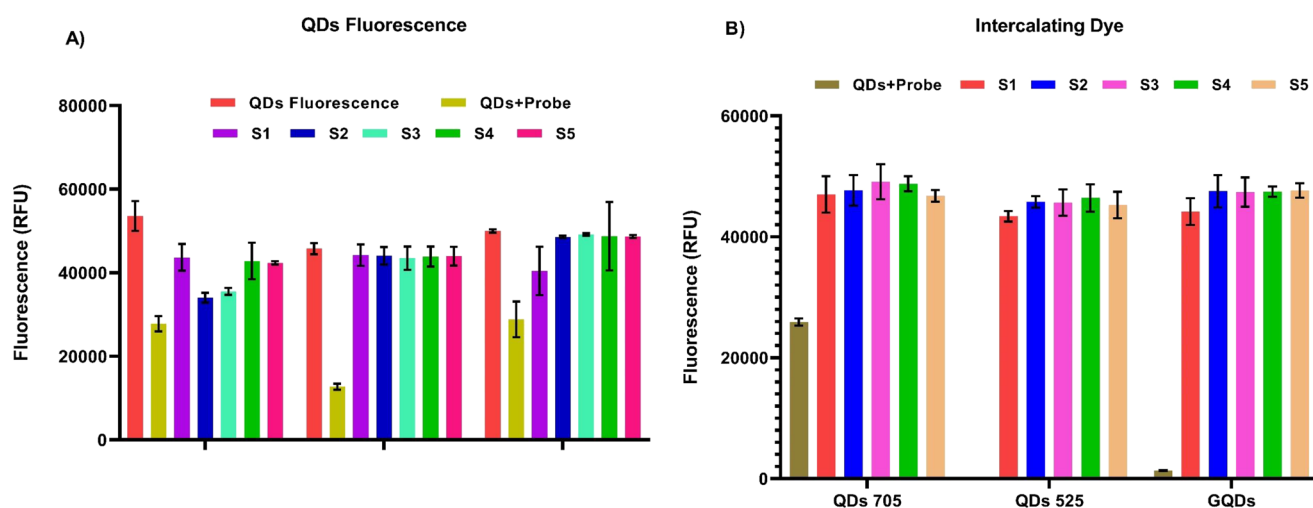 A)
QDs Fluorescence
QDs Fluorescence QDs+Probe
S1 S2 S3 S4 S5
Fluorescence (RFU)
80000
60000
40000
20000
0
B)
Intercalating Dye
QDs+Probe S1 S2 S3 S4 S5
Fluorescence (RFU)
60000
40000
20000
0
QDs 705 QDs 525 GQDs